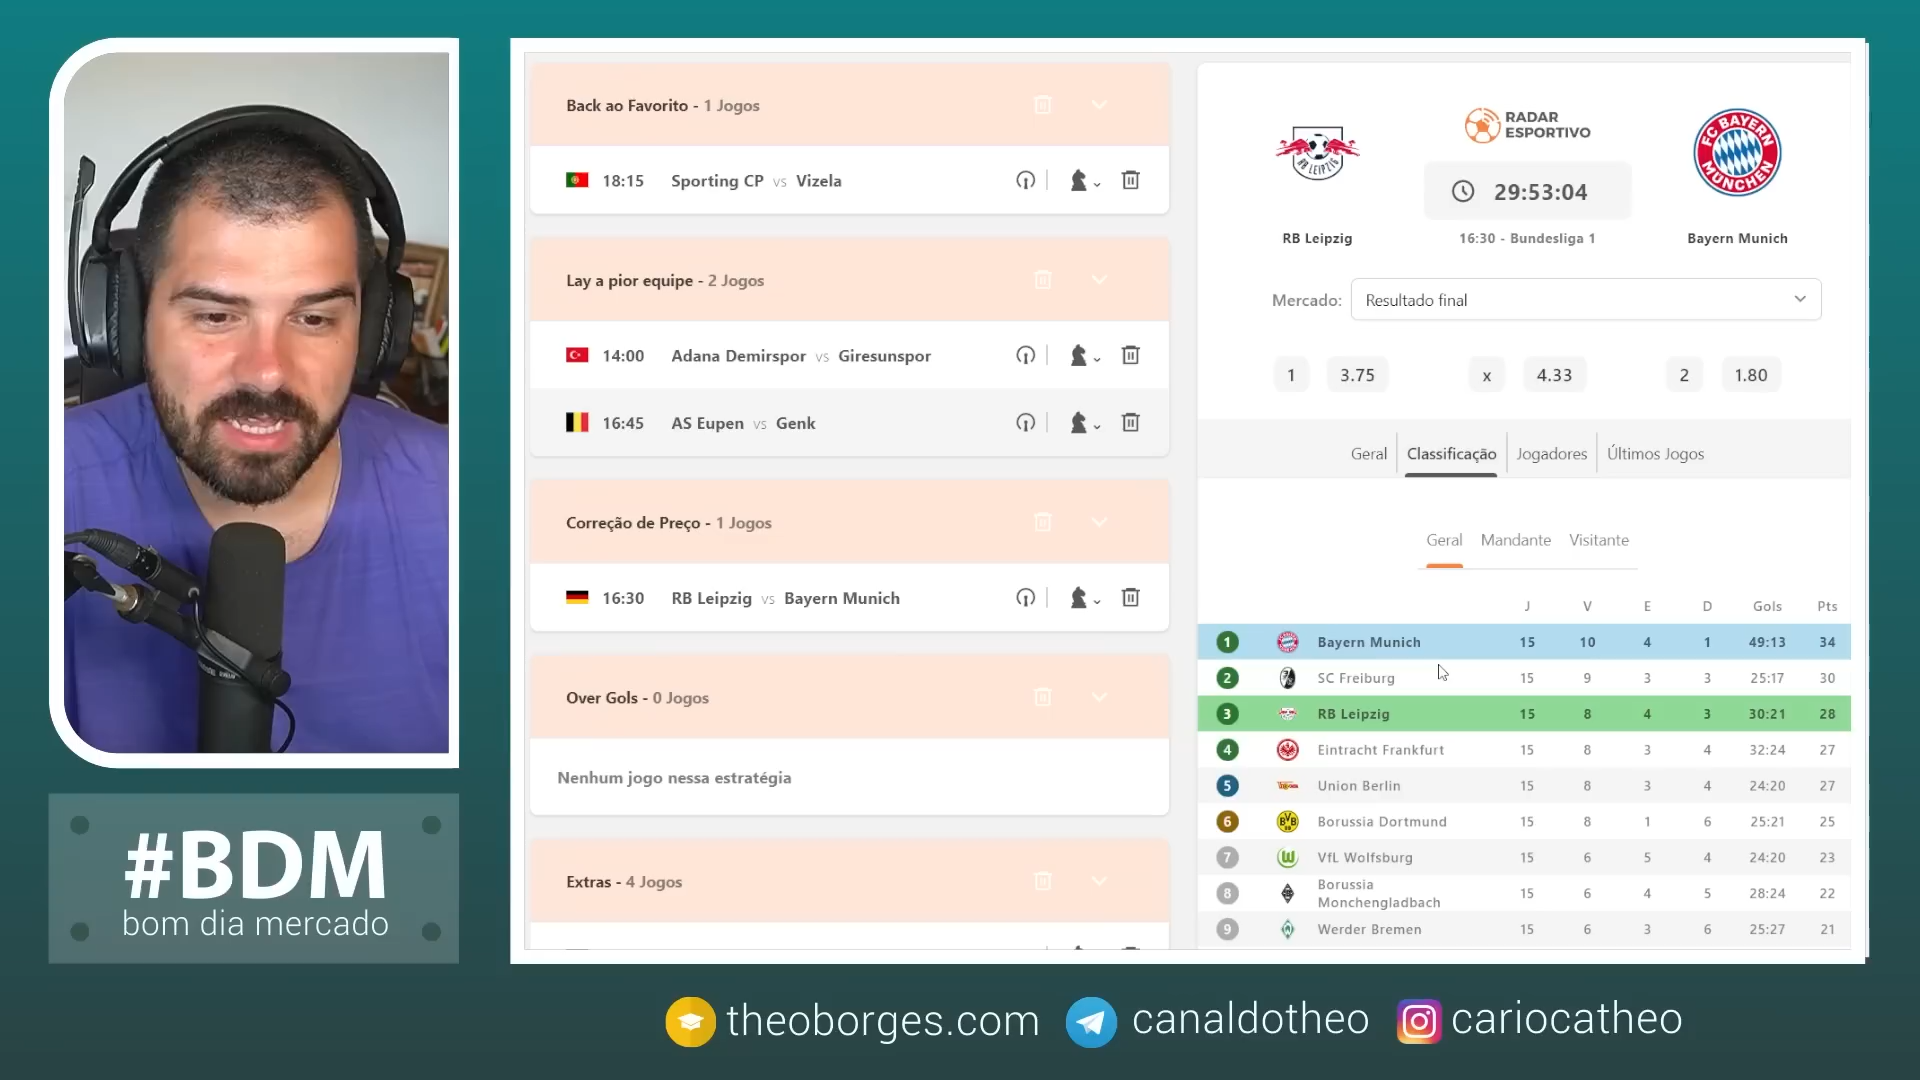 #BDM
bom dia mercado
Back ao Favorito - 1 Jogos
18:15 Sporting CP vs Vizela
Lay a pior equipe - 2 Jogos
14:00 Adana Demirspor vs Giresunspor
16:45 AS Eupen vs Genk
Correção de Preço - 1 Jogos
16:30 RB Leipzig vs Bayern Munich
Over Gols - 0 Jogos
Nenhum jogo nessa estratégia
Extras - 4 Jogos
RB LEIPZIG
RADAR
ESPORTIVO
FC BAYERN
MÜNCHEN
29:53:04
RB Leipzig 16:30 - Bundesliga 1 Bayern Munich
Mercado: Resultado final
1 3.75 x 4.33 2 1.80
Geral Classificação Jogadores Últimos Jogos
Geral Mandante Visitante
J V E D Gols Pts
1 Bayern Munich 15 10 4 1 49:13 34
2 SC Freiburg 15 9 3 3 25:17 30
3 RB Leipzig 15 8 4 3 30:21 28
4 Eintracht Frankfurt 15 8 3 4 32:24 27
5 Union Berlin 15 8 3 4 24:20 27
6 Borussia Dortmund 15 8 1 6 25:21 25
7 VfL Wolfsburg 15 6 5 4 24:20 23
8 Borussia
Monchengladbach 15 6 4 5 28:24 22
9 Werder Bremen 15 6 3 6 25:27 21
theoborges.com canaldotheo cariocatheo